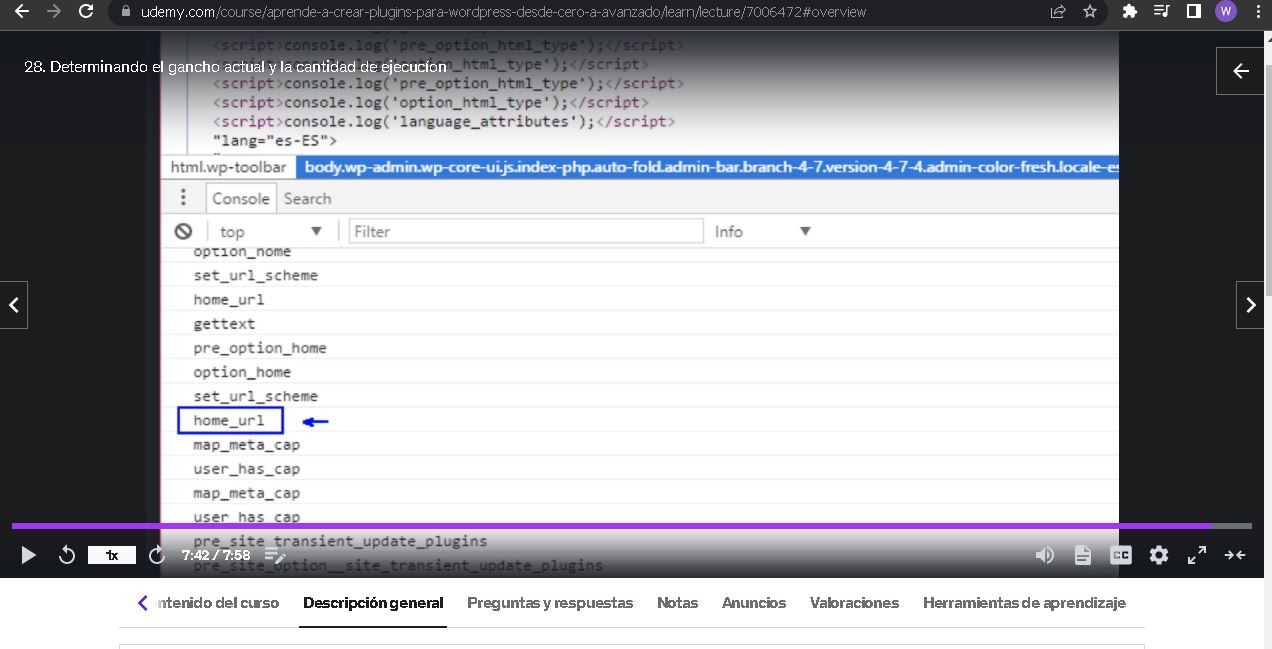 udemy.com/course/aprende-a-crear-plugins-para-wordpress-desde-cero-a-avanzado/learn/lecture/7006472#overview
W
<script>console.log('pre_option_html_type');</script>
28. Determinando el gancho actual y la cantidad de ejecución
_type');</script>
<script>console.log('pre_option_html_type');</script>
<script>console.log('option_html_type');</script>
<script>console.log('language_attributes');</script>
"lang="es-ES">
html.wp-toolbar body.wp-admin.wp-core-ui.js.index-php.auto-fold.admin-bar.branch-4-7.version-4-7-4.admin-color-fresh.locale-es
Console Search
top Filter Info
option_home
set_url_scheme
home_url
gettext
pre_option_home
option_home
set_url_scheme
home_url
map_meta_cap
user_has_cap
map_meta_cap
user_has_cap
pre_site_transient_update_plugins
1x 7:42 / 7:58 CC
pre_site_option__site_transient_update_plugins
ntenido del curso Descripción general Preguntas y respuestas Notas Anuncios Valoraciones Herramientas de aprendizaje